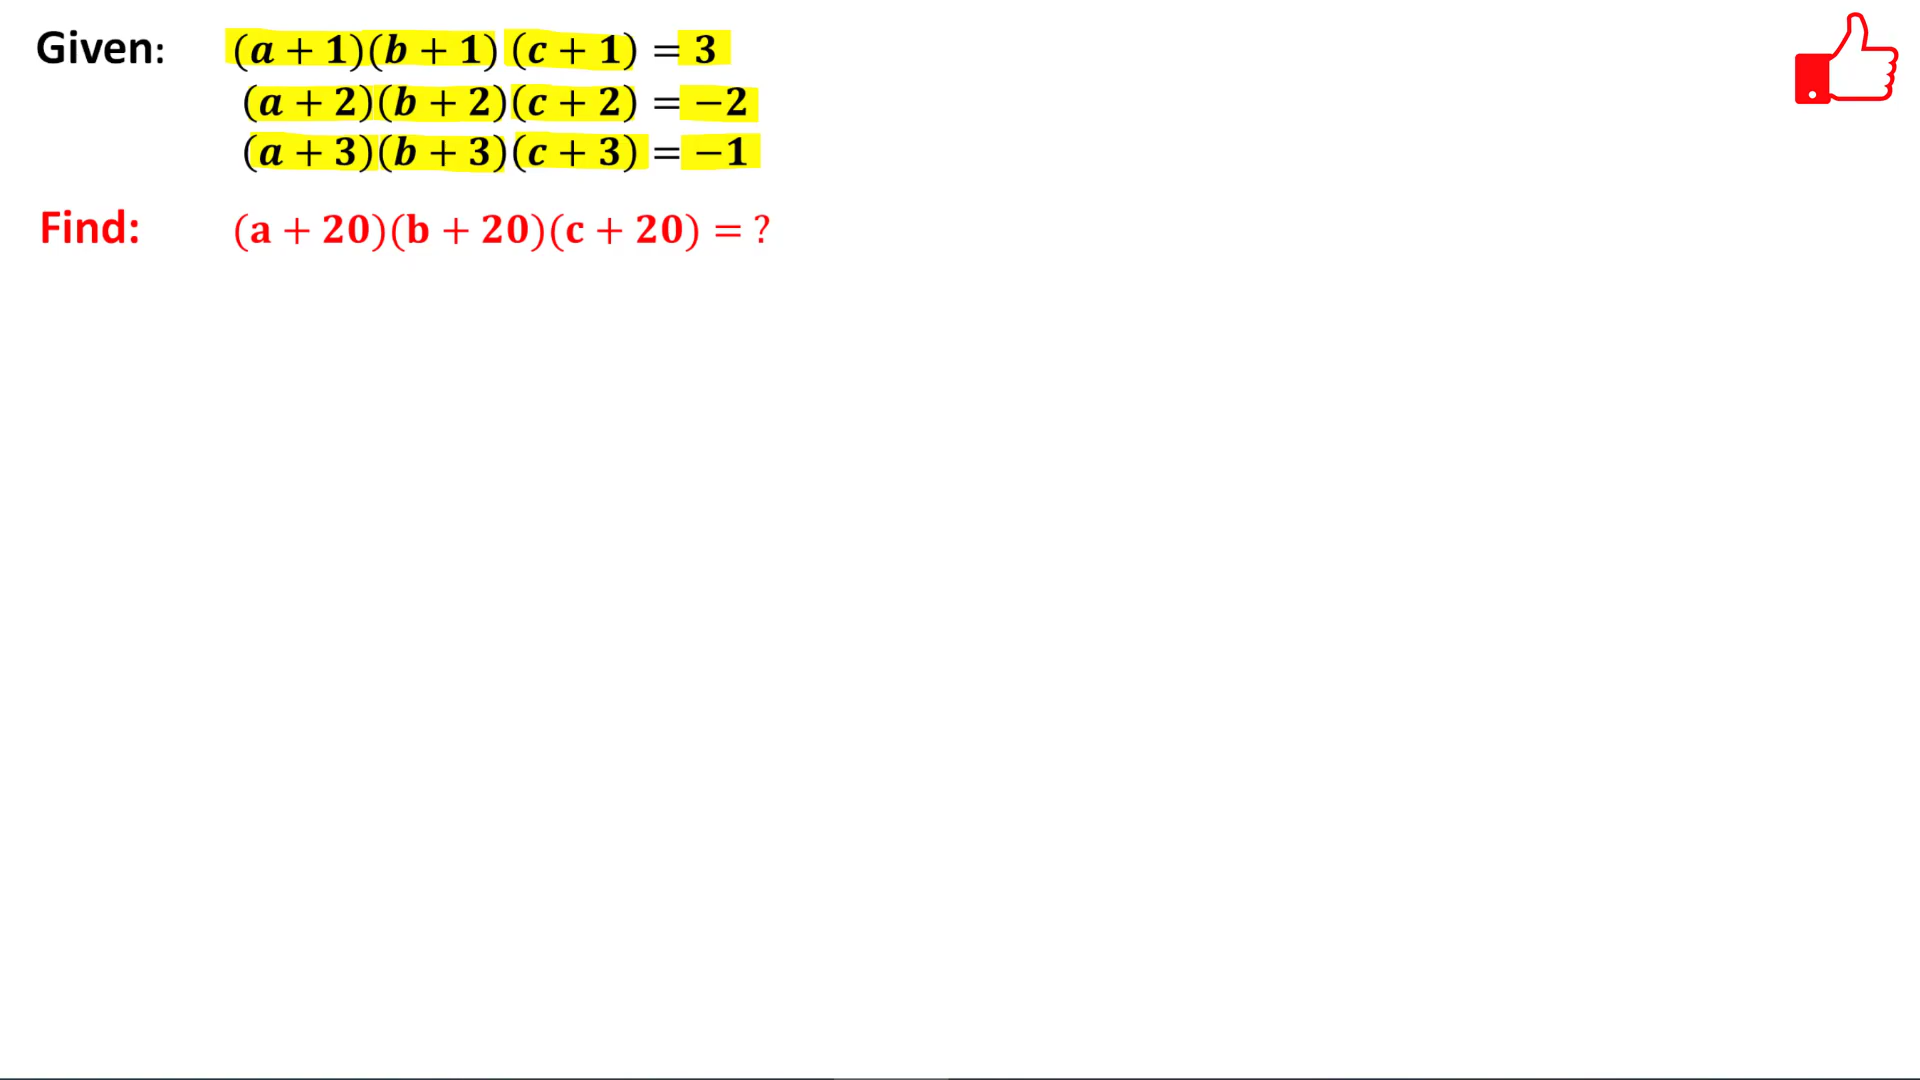 Given: (a + 1)(b + 1) (c + 1) = 3
(a + 2)(b + 2)(c + 2) = −2
(a + 3)(b + 3)(c + 3) = −1
Find: (a + 20)(b + 20)(c + 20) = ?